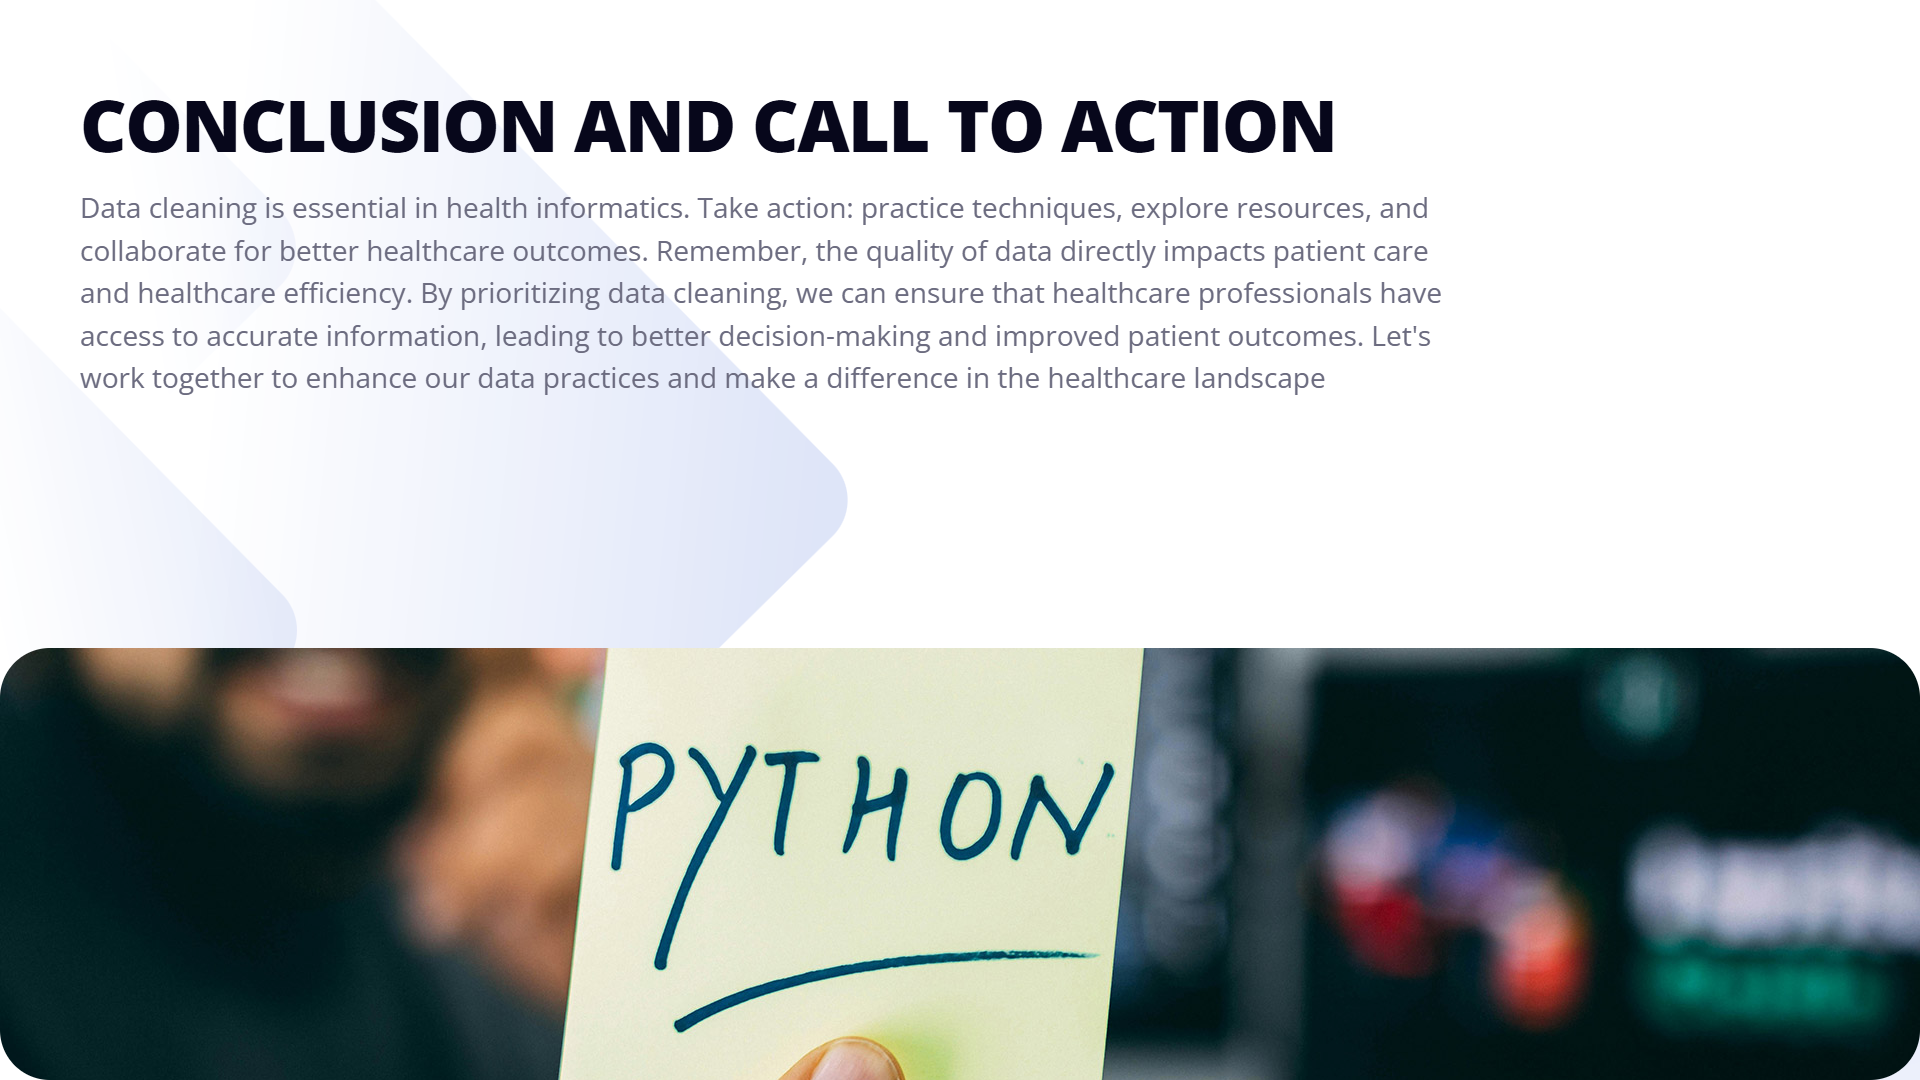 CONCLUSION AND CALL TO ACTION
Data cleaning is essential in health informatics. Take action: practice techniques, explore resources, and
collaborate for better healthcare outcomes. Remember, the quality of data directly impacts patient care
and healthcare efficiency. By prioritizing data cleaning, we can ensure that healthcare professionals have
access to accurate information, leading to better decision-making and improved patient outcomes. Let's
work together to enhance our data practices and make a difference in the healthcare landscape
PYTHON